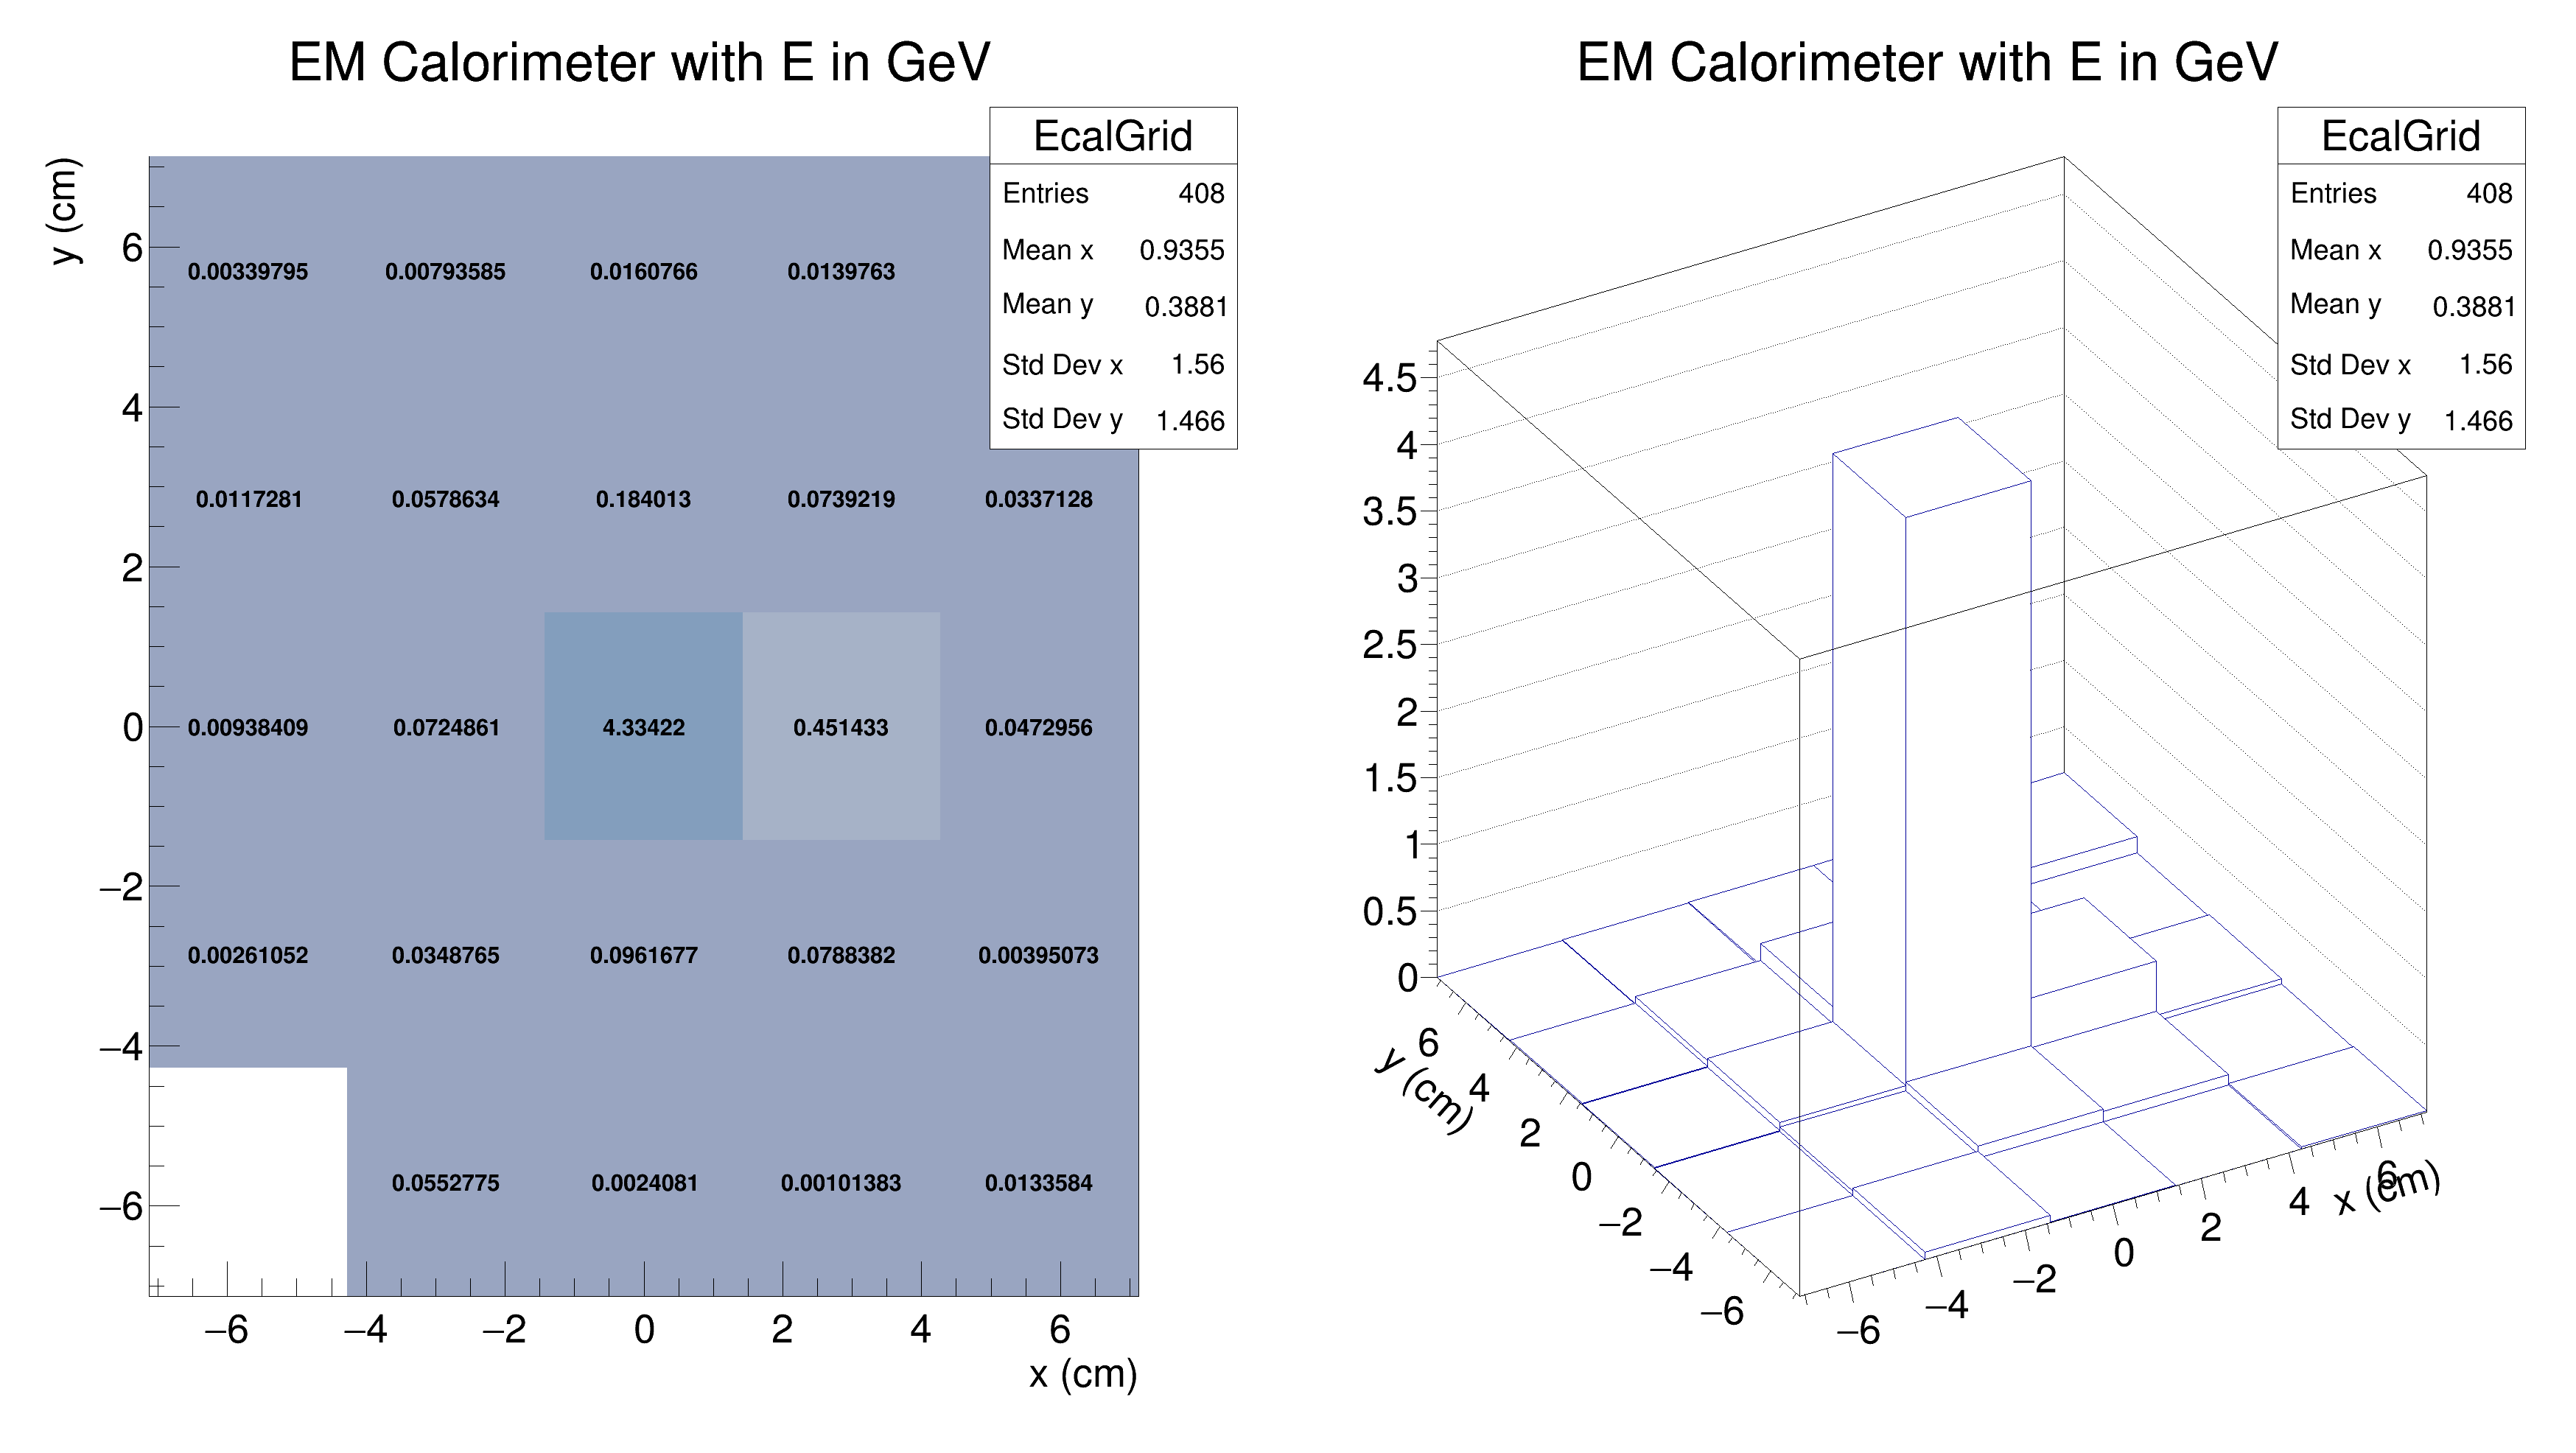 EM Calorimeter with E in GeV
EcalGrid
Entries 408
Mean x 0.9355
Mean y 0.3881
Std Dev x 1.56
Std Dev y 1.466
y (cm)
6
4
2
0
−2
−4
−6
0.00339795 0.00793585 0.0160766 0.0139763
0.0117281 0.0578634 0.184013 0.0739219 0.0337128
0.00938409 0.0724861 4.33422 0.451433 0.0472956
0.00261052 0.0348765 0.0961677 0.0788382 0.00395073
0.0552775 0.0024081 0.00101383 0.0133584
−6 −4 −2 0 2 4 6
x (cm)
EM Calorimeter with E in GeV
EcalGrid
Entries 408
Mean x 0.9355
Mean y 0.3881
Std Dev x 1.56
Std Dev y 1.466
4.5
4
3.5
3
2.5
2
1.5
1
0.5
0
y (cm)
6
4
2
0
−2
−4
−6
−6
−4
−2
0
2
4
6
x (cm)